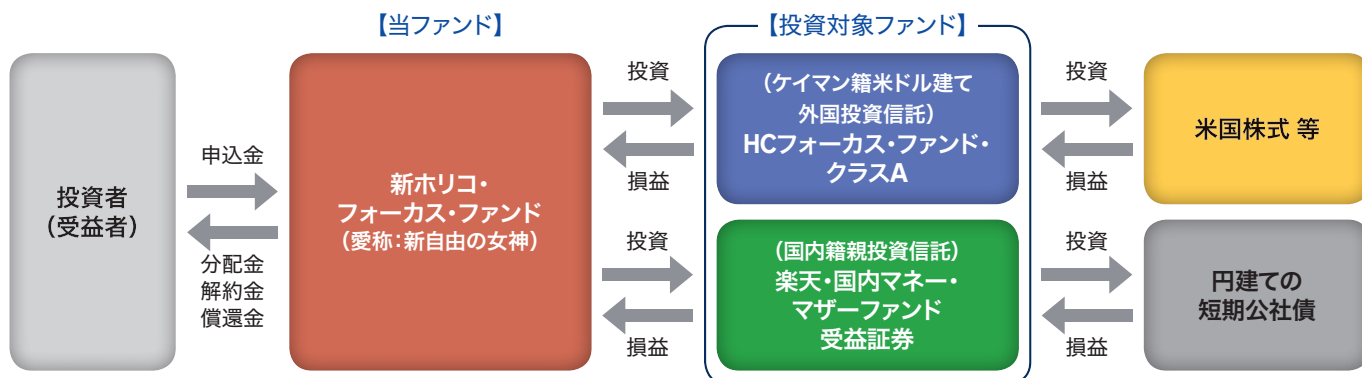 【当ファンド】
【投資対象ファンド】
投資者
（受益者）
申込金
分配金
解約金
償還金
新ホリコ・
フォーカス・ファンド
（愛称：新自由の女神）
投資
損益
投資
損益
（ケイマン籍米ドル建て
外国投資信託）
HCフォーカス・ファンド・
クラスA
（国内籍親投資信託）
楽天・国内マネー・
マザーファンド
受益証券
投資
損益
投資
損益
米国株式 等
円建ての
短期公社債